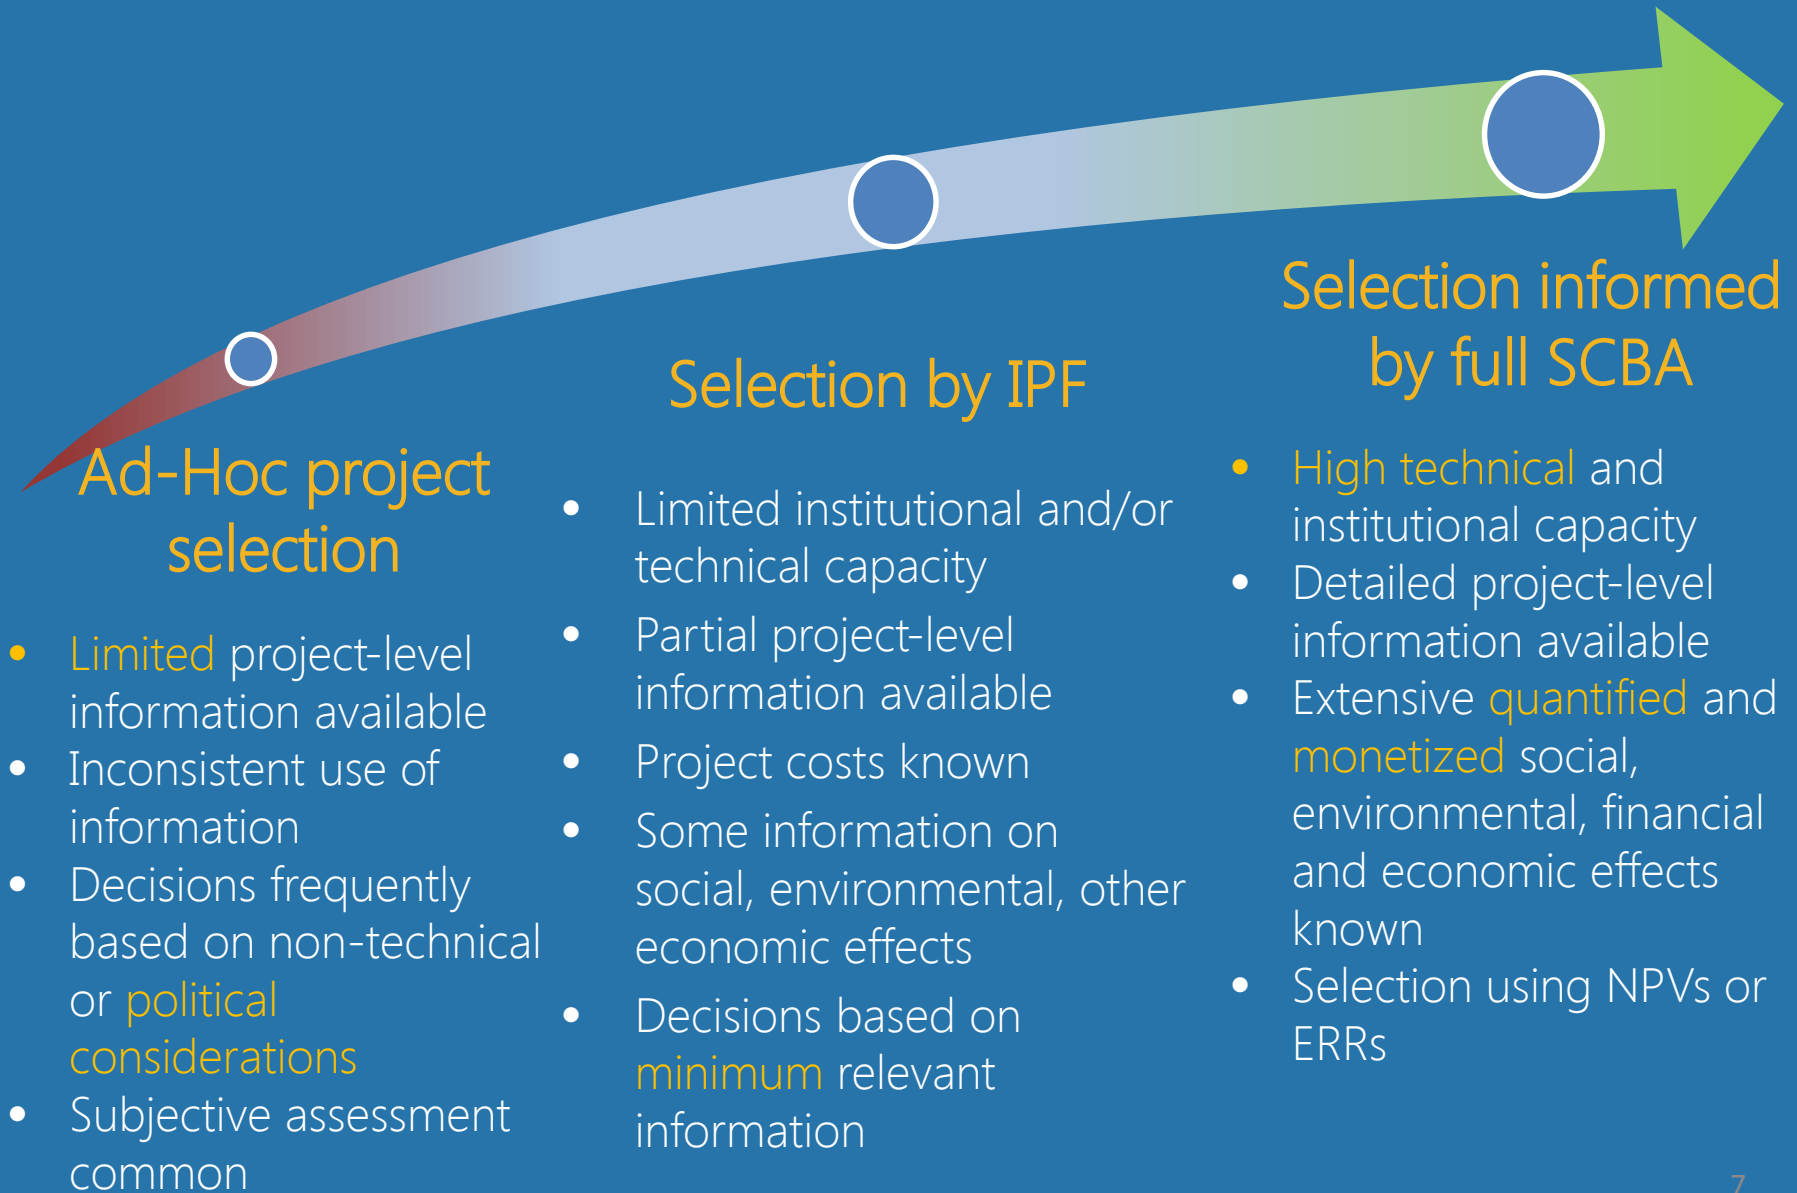 Ad-Hoc project
selection
• Limited project-level
information available
• Inconsistent use of
information
• Decisions frequently
based on non-technical
or political
considerations
• Subjective assessment
common
Selection by IPF
• Limited institutional and/or
technical capacity
• Partial project-level
information available
• Project costs known
• Some information on
social, environmental, other
economic effects
• Decisions based on
minimum relevant
information
Selection informed
by full SCBA
• High technical and
institutional capacity
• Detailed project-level
information available
• Extensive quantified and
monetized social,
environmental, financial
and economic effects
known
• Selection using NPVs or
ERRs
7